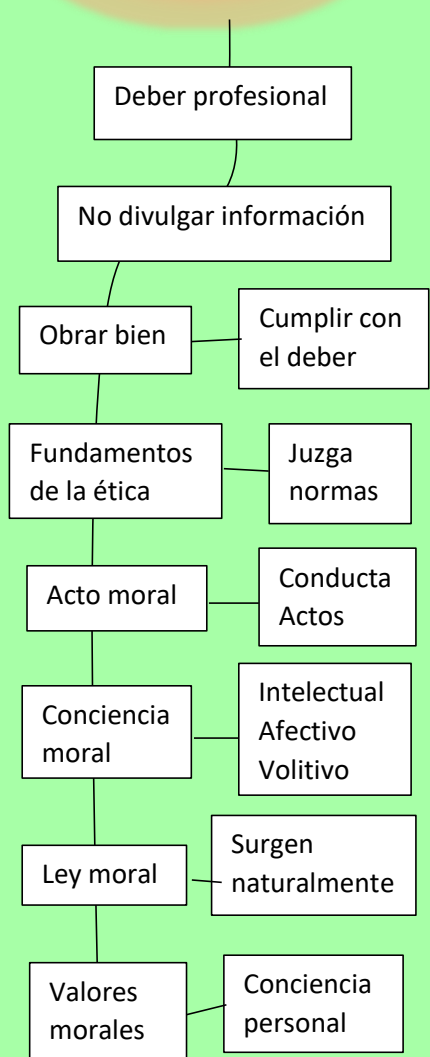 Deber profesional
No divulgar información
Obrar bien
Cumplir con
el deber
Fundamentos
de la ética
Juzga
normas
Acto moral
Conducta
Actos
Conciencia
moral
Intelectual
Afectivo
Volitivo
Ley moral
Surgen
naturalmente
Valores
morales
Conciencia
personal